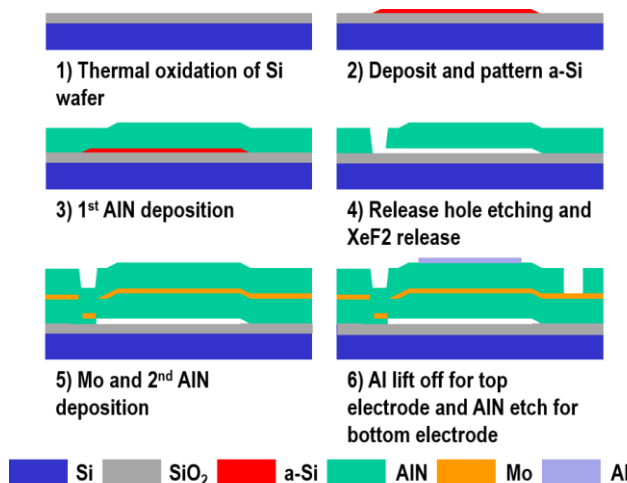 1) Thermal oxidation of Si
wafer
2) Deposit and pattern a-Si
3) 1st AlN deposition
4) Release hole etching and
XeF2 release
5) Mo and 2nd AlN
deposition
6) Al lift off for top
electrode and AlN etch for
bottom electrode
Si SiO2 a-Si AlN Mo Al